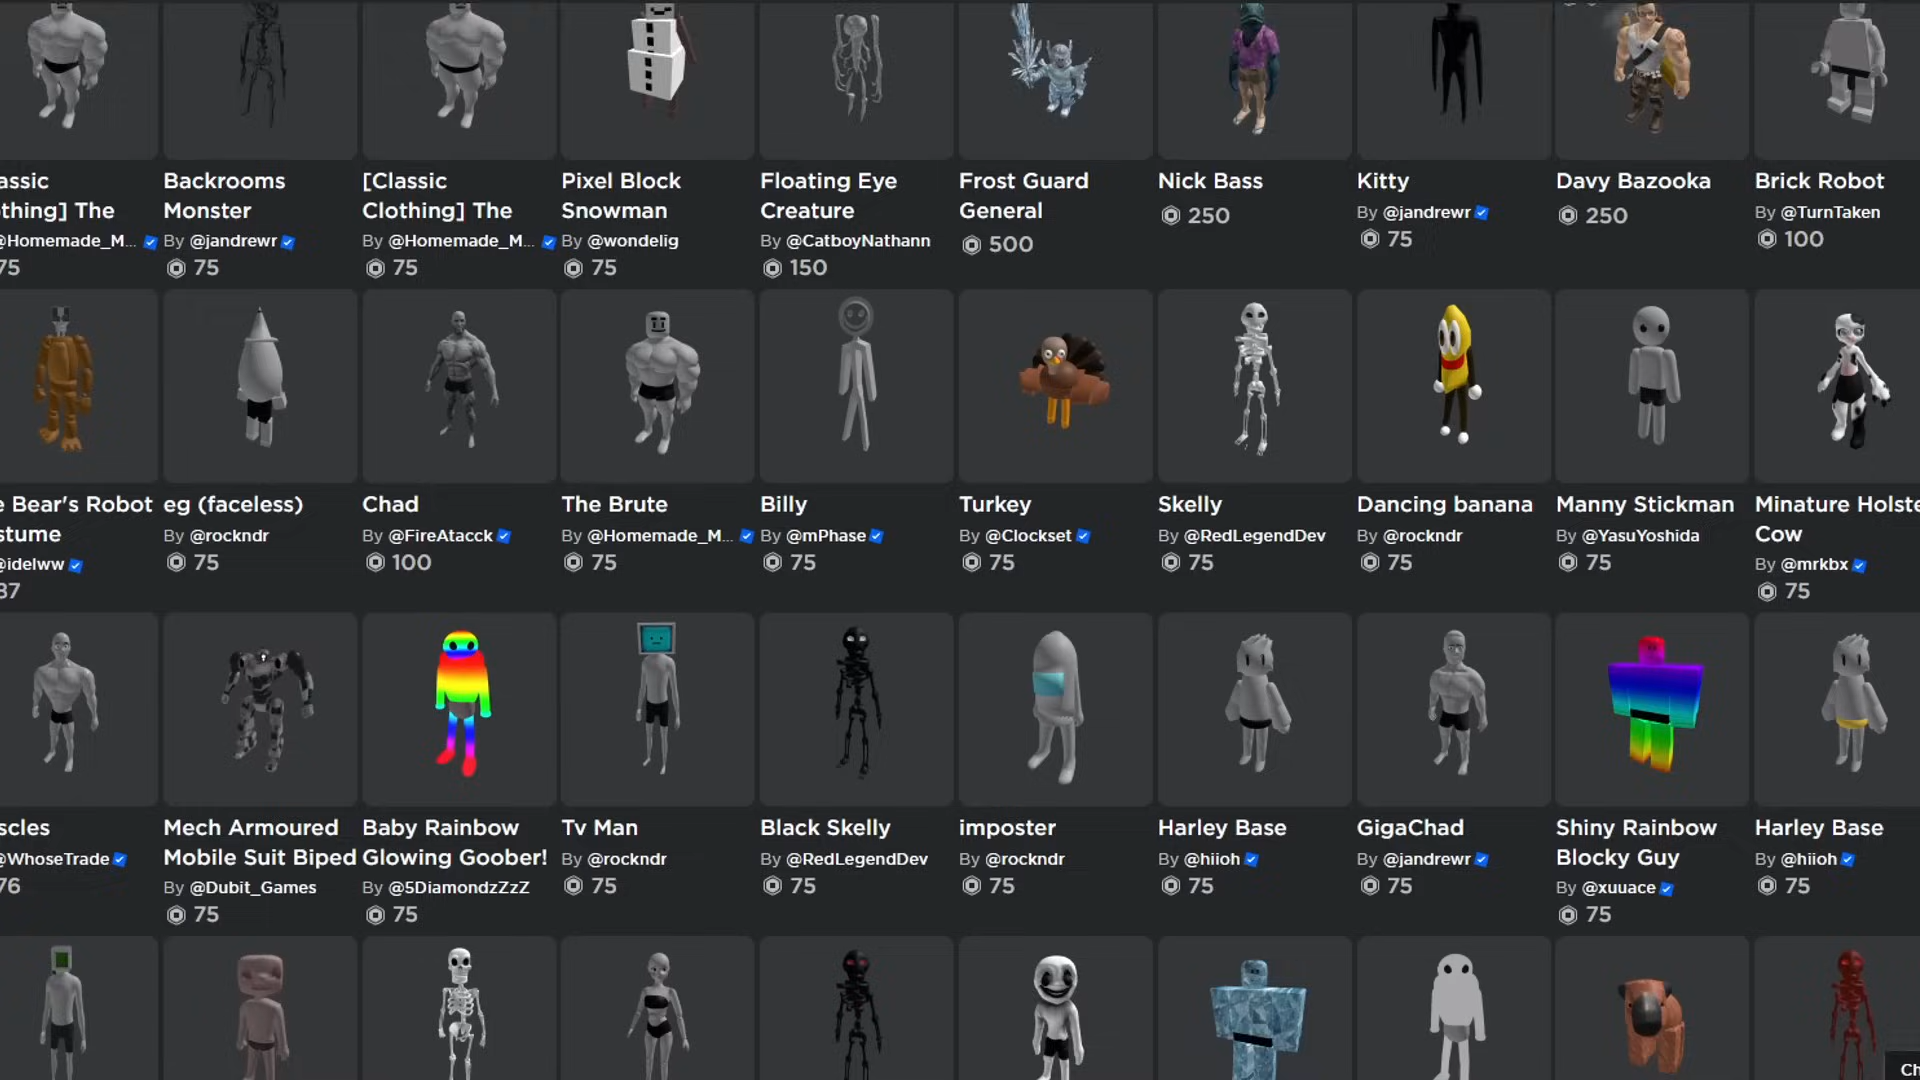 assic
othing] The
@Homemade_M...
75
Backrooms
Monster
By @jandrewr
75
[Classic
Clothing] The
By @Homemade_M...
75
Pixel Block
Snowman
By @wondelig
75
Floating Eye
Creature
By @CatboyNathann
150
Frost Guard
General
500
Nick Bass
250
Kitty
By @jandrewr
75
Davy Bazooka
250
Brick Robot
By @TurnTaken
100
e Bear's Robot
stume
@idelww
37
eg (faceless)
By @rockndr
75
Chad
By @FireAtacck
100
The Brute
By @Homemade_M...
75
Billy
By @mPhase
75
Turkey
By @Clockset
75
Skelly
By @RedLegendDev
75
Dancing banana
By @rockndr
75
Manny Stickman
By @YasuYoshida
75
Minature Holste
Cow
By @mrkbx
75
scles
@WhoseTrade
76
Mech Armoured
Mobile Suit Biped
By @Dubit_Games
75
Baby Rainbow
Glowing Goober!
By @5DiamondzZzZ
75
Tv Man
By @rockndr
75
Black Skelly
By @RedLegendDev
75
imposter
By @rockndr
75
Harley Base
By @hiioh
75
GigaChad
By @jandrewr
75
Shiny Rainbow
Blocky Guy
By @xuuace
75
Harley Base
By @hiioh
75
Ch